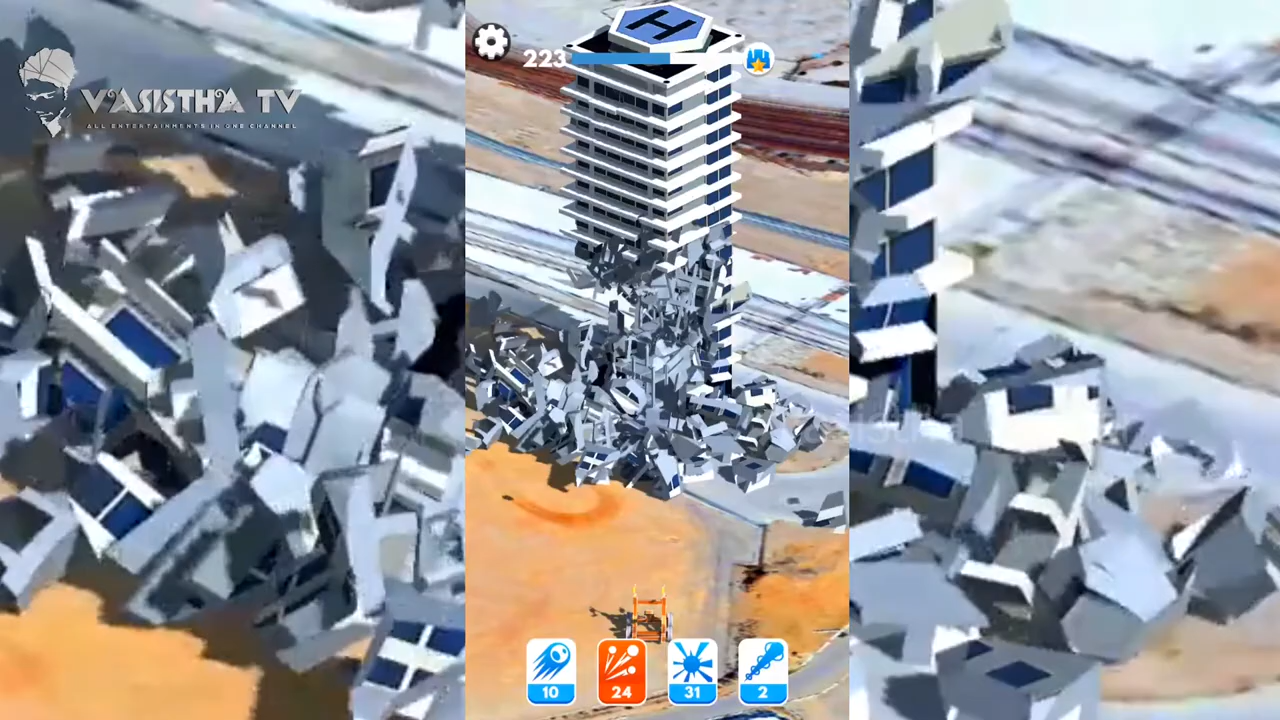 VASISTHA TV
ALL ENTERTAINMENTS IN ONE CHANNEL
H
223
10
24
31
2